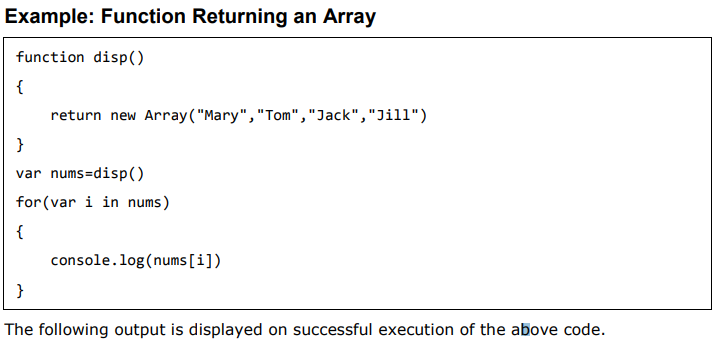 Example: Function Returning an Array
function disp()
{
return new Array("Mary","Tom","Jack","Jill")
}
var nums=disp()
for(var i in nums)
{
console.log(nums[i])
}
The following output is displayed on successful execution of the above code.